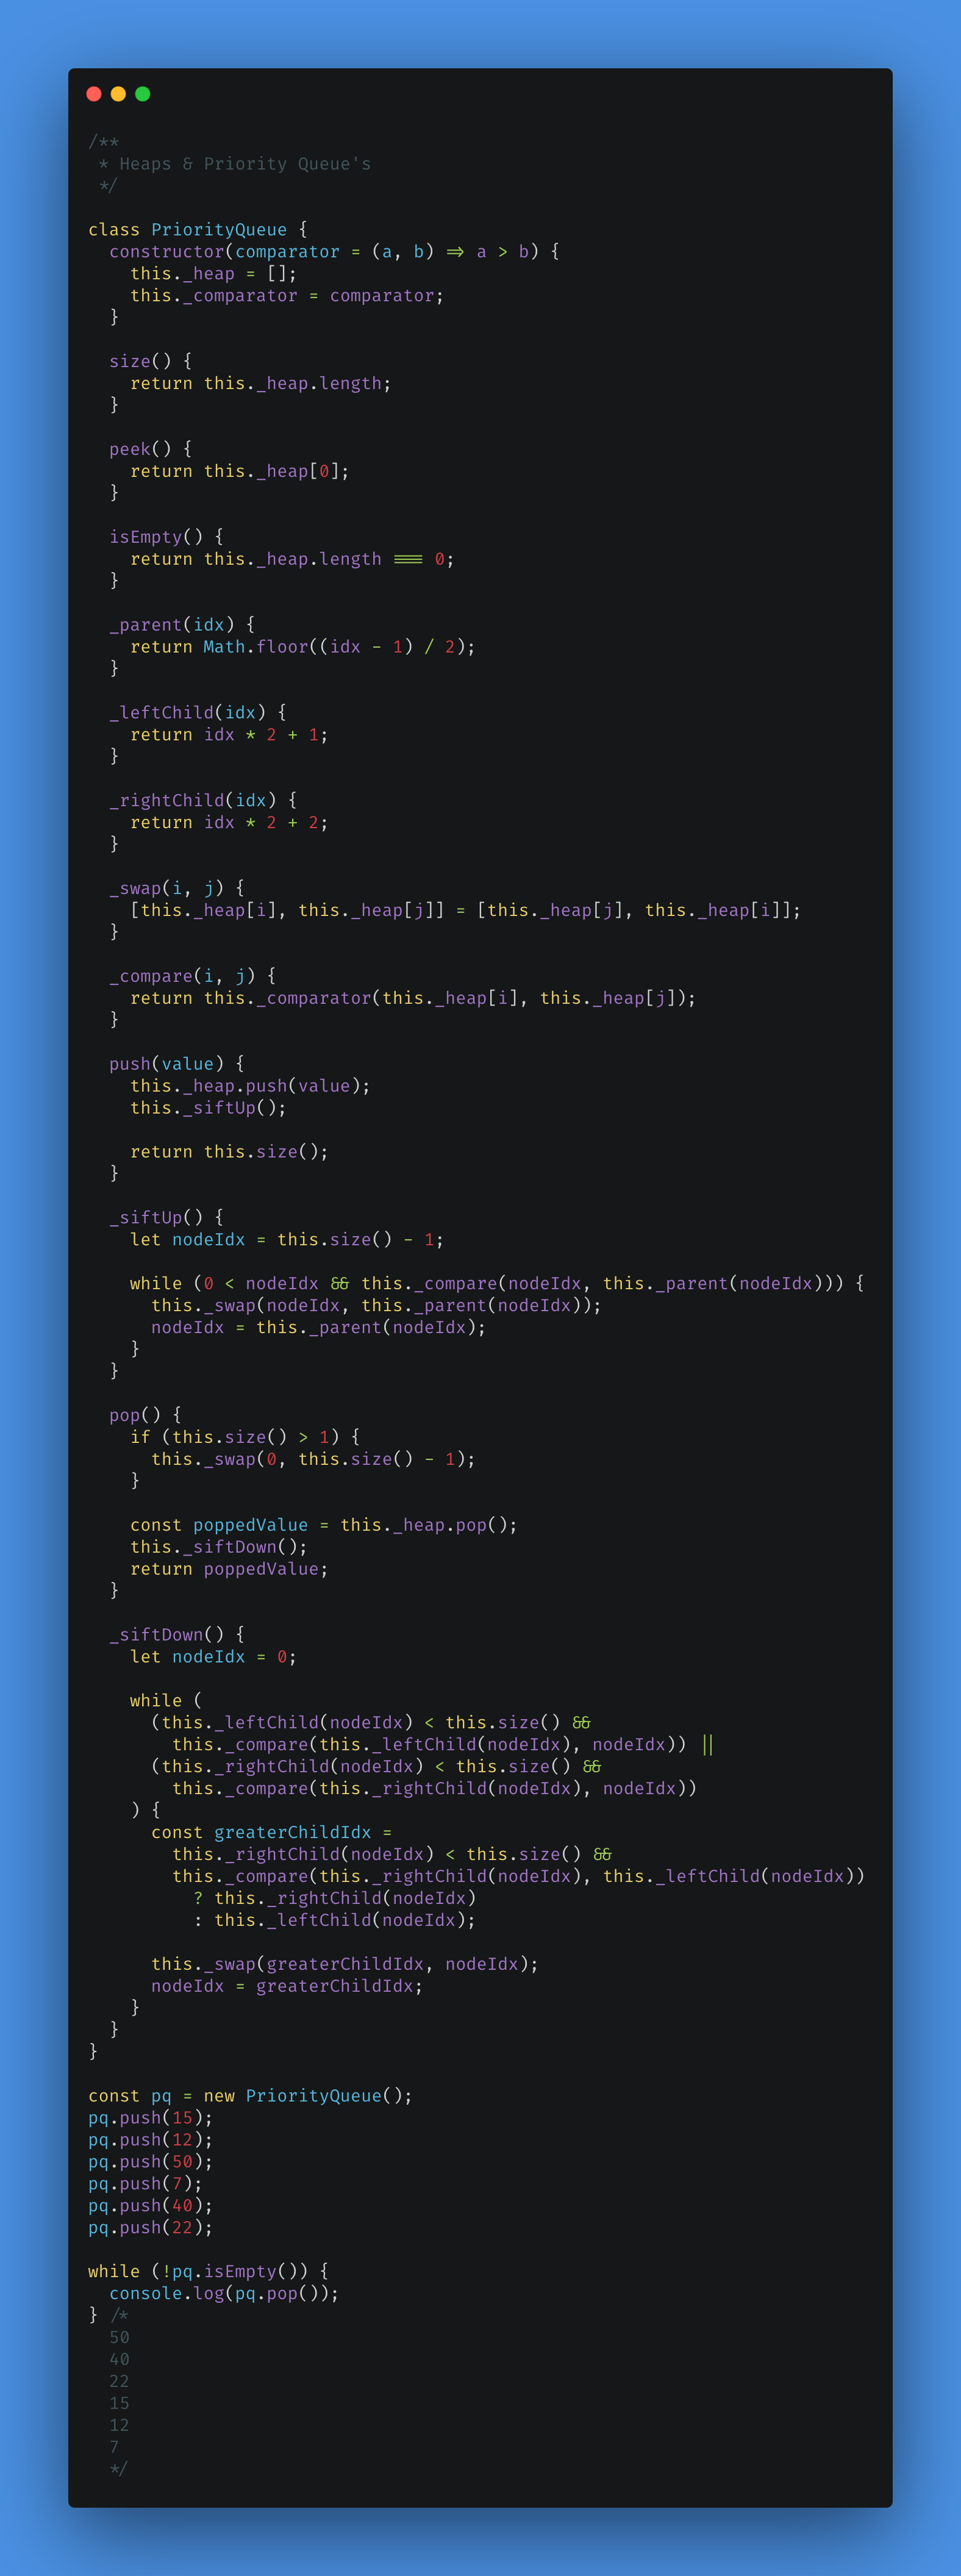 /**
 * Heaps & Priority Queue's
 */

class PriorityQueue {
  constructor(comparator = (a, b) => a > b) {
    this._heap = [];
    this._comparator = comparator;
  }

  size() {
    return this._heap.length;
  }

  peek() {
    return this._heap[0];
  }

  isEmpty() {
    return this._heap.length === 0;
  }

  _parent(idx) {
    return Math.floor((idx - 1) / 2);
  }

  _leftChild(idx) {
    return idx * 2 + 1;
  }

  _rightChild(idx) {
    return idx * 2 + 2;
  }

  _swap(i, j) {
    [this._heap[i], this._heap[j]] = [this._heap[j], this._heap[i]];
  }

  _compare(i, j) {
    return this._comparator(this._heap[i], this._heap[j]);
  }

  push(value) {
    this._heap.push(value);
    this._siftUp();

    return this.size();
  }

  _siftUp() {
    let nodeIdx = this.size() - 1;

    while (0 < nodeIdx && this._compare(nodeIdx, this._parent(nodeIdx))) {
      this._swap(nodeIdx, this._parent(nodeIdx));
      nodeIdx = this._parent(nodeIdx);
    }
  }

  pop() {
    if (this.size() > 1) {
      this._swap(0, this.size() - 1);
    }

    const poppedValue = this._heap.pop();
    this._siftDown();
    return poppedValue;
  }

  _siftDown() {
    let nodeIdx = 0;

    while (
      (this._leftChild(nodeIdx) < this.size() &&
        this._compare(this._leftChild(nodeIdx), nodeIdx)) ||
      (this._rightChild(nodeIdx) < this.size() &&
        this._compare(this._rightChild(nodeIdx), nodeIdx))
    ) {
      const greaterChildIdx =
        this._rightChild(nodeIdx) < this.size() &&
        this._compare(this._rightChild(nodeIdx), this._leftChild(nodeIdx))
          ? this._rightChild(nodeIdx)
          : this._leftChild(nodeIdx);

      this._swap(greaterChildIdx, nodeIdx);
      nodeIdx = greaterChildIdx;
    }
  }
}

const pq = new PriorityQueue();
pq.push(15);
pq.push(12);
pq.push(50);
pq.push(7);
pq.push(40);
pq.push(22);

while (!pq.isEmpty()) {
  console.log(pq.pop());
} /*
  50
  40
  22
  15
  12
  7
  */